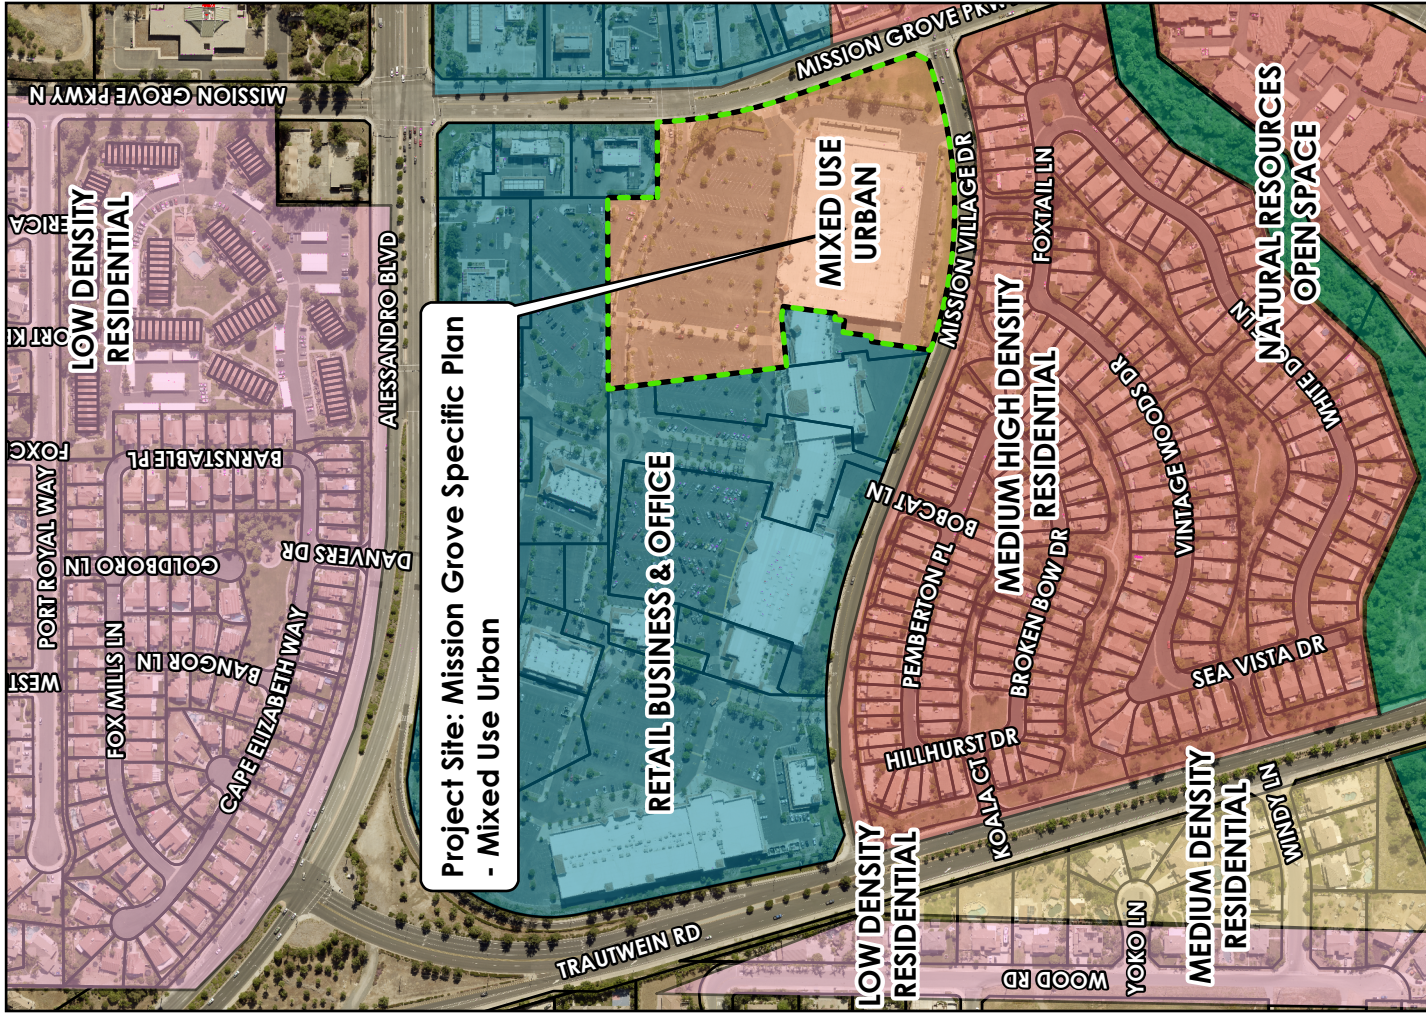 MISSION GROVE PKWY N
LOW DENSITY
RESIDENTIAL
ERICA
FOXC
PORT ROYAL WAY
WEST
BARNSTABLE PL
GOLDBORO LN
DANVERS DR
FOX MILLS LN
BANGOR LN
CAPE ELIZABETH WAY
ALESSANDRO BLVD
Project Site: Mission Grove Specific Plan
- Mixed Use Urban
RETAIL BUSINESS & OFFICE
TRAUTWEIN RD
MISSION GROVE PKW
MIXED USE
URBAN
MISSION VILLAGE DR
FOXTAIL LN
MEDIUM HIGH DENSITY
RESIDENTIAL
BOBCAT LN
PEMBERTON PL
BROKEN BOW DR
VINTAGE WOODS DR
HILLHURST DR
KOALA CT
SEA VISTA DR
WHITE D
LN
NATURAL RESOURCES
OPEN SPACE
LOW DENSITY
RESIDENTIAL
MEDIUM DENSITY
RESIDENTIAL
WINDY LN
YOKO LN
WOOD RD